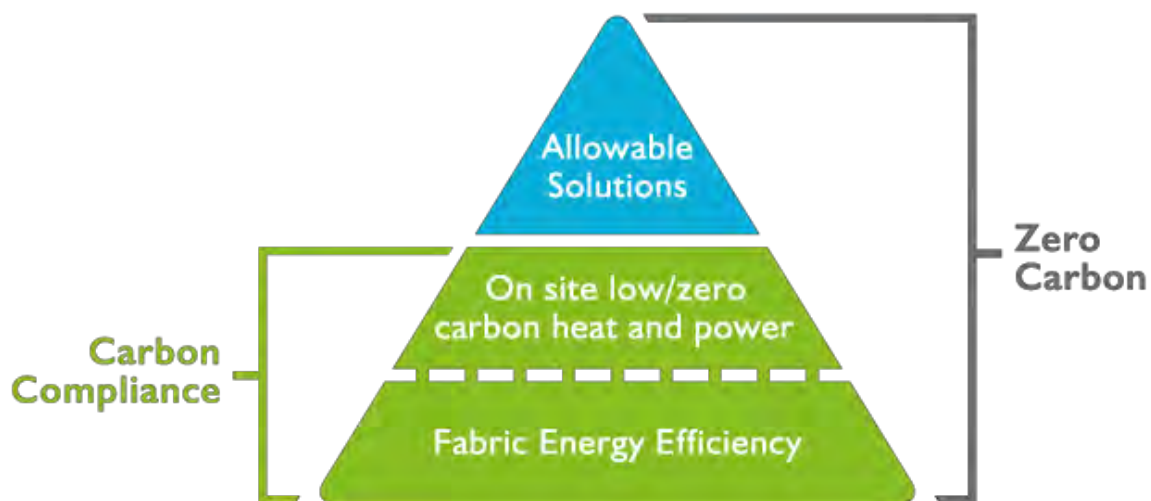 Allowable
Solutions
On site low/zero
carbon heat and power
Fabric Energy Efficiency
Carbon
Compliance
Zero
Carbon